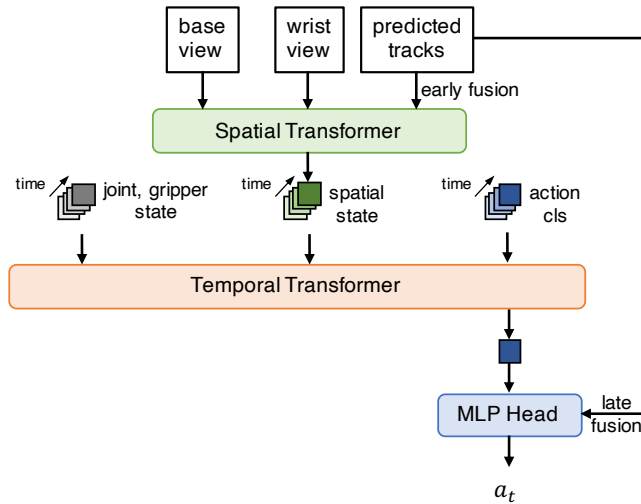 base
view
wrist
view
predicted
tracks
early fusion
Spatial Transformer
time
joint, gripper
state
time
spatial
state
time
action
cls
Temporal Transformer
MLP Head
late
fusion
a_t